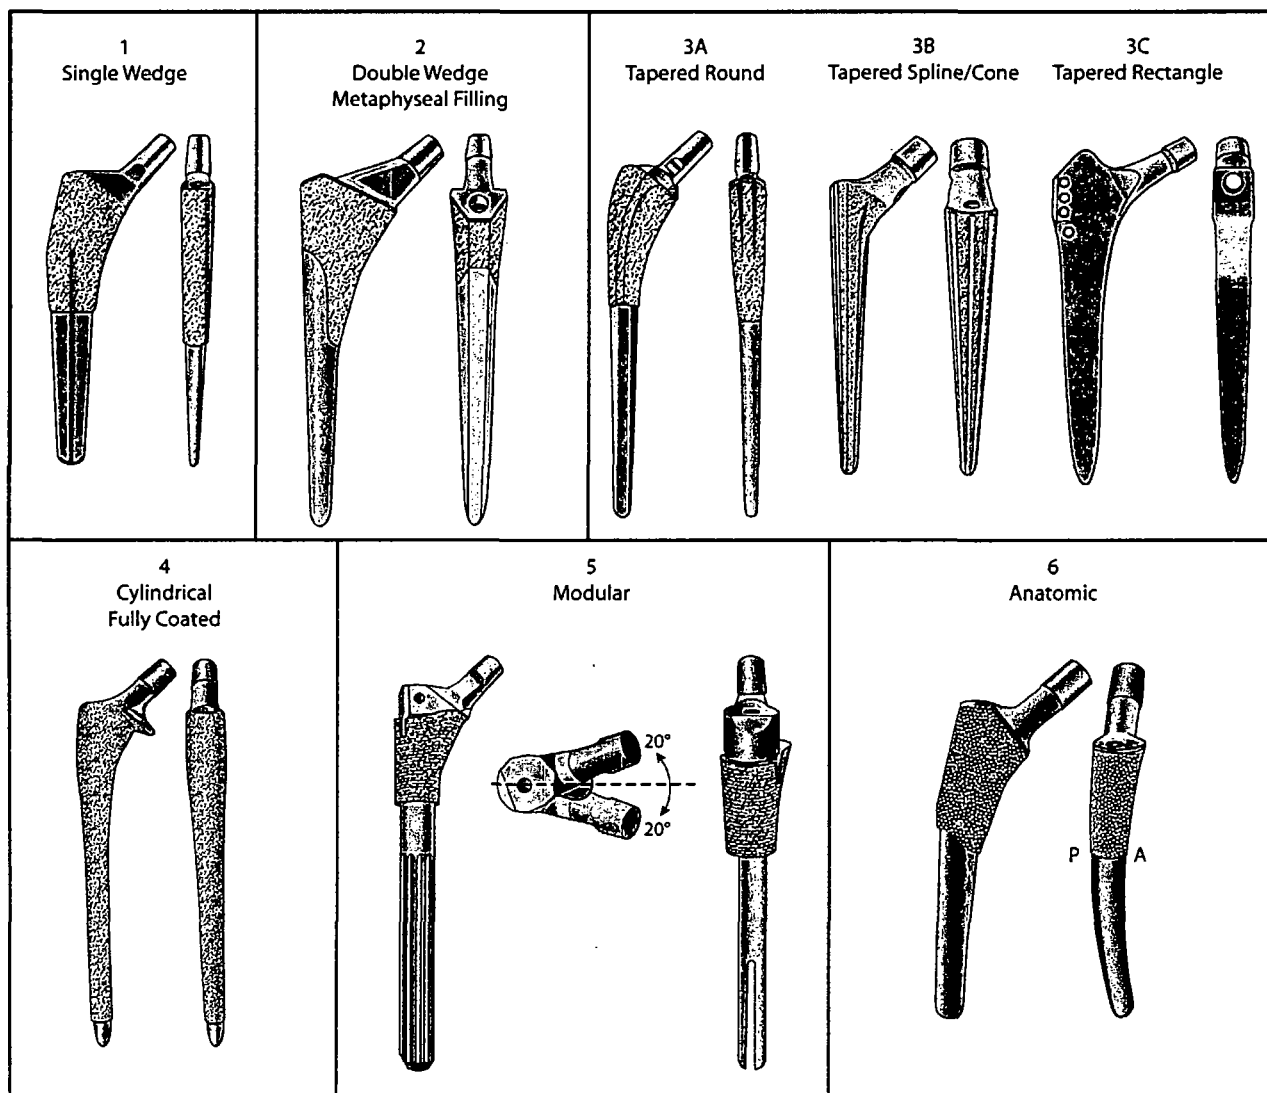 1
Single Wedge
2
Double Wedge
Metaphyseal Filling
3A
Tapered Round
3B
Tapered Spline/Cone
3C
Tapered Rectangle
4
Cylindrical
Fully Coated
5
Modular
20°
20°
6
Anatomic
P A